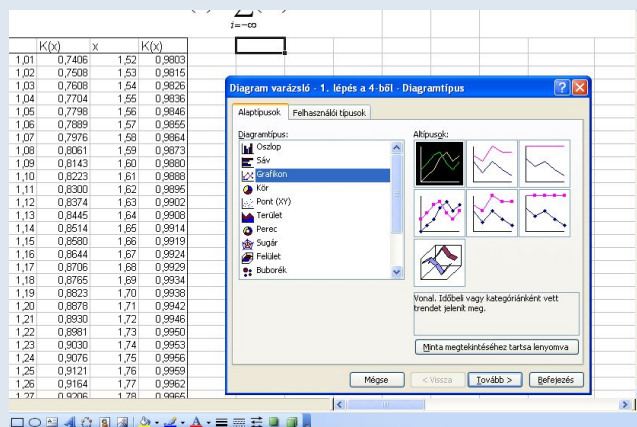 i=−∞
K(x) x K(x)
1,01 0,7406 1,52 0,9803
1,02 0,7508 1,53 0,9815
1,03 0,7608 1,54 0,9826
1,04 0,7704 1,55 0,9836
1,05 0,7798 1,56 0,9846
1,06 0,7889 1,57 0,9855
1,07 0,7976 1,58 0,9864
1,08 0,8061 1,59 0,9873
1,09 0,8143 1,60 0,9880
1,10 0,8223 1,61 0,9888
1,11 0,8300 1,62 0,9895
1,12 0,8374 1,63 0,9902
1,13 0,8445 1,64 0,9908
1,14 0,8514 1,65 0,9914
1,15 0,8580 1,66 0,9919
1,16 0,8644 1,67 0,9924
1,17 0,8706 1,68 0,9929
1,18 0,8765 1,69 0,9934
1,19 0,8823 1,70 0,9938
1,20 0,8878 1,71 0,9942
1,21 0,8930 1,72 0,9946
1,22 0,8981 1,73 0,9950
1,23 0,9030 1,74 0,9953
1,24 0,9076 1,75 0,9956
1,25 0,9121 1,76 0,9959
1,26 0,9164 1,77 0,9962
1,27 0,9206 1,78 0,9965
Diagram varázsló - 1. lépés a 4-ből - Diagramtípus
Alaptípusok Felhasználói típusok
Diagramtípus:
Oszlop
Sáv
Grafikon
Kör
Pont (XY)
Terület
Perec
Sugár
Felület
Buborék
Altípusok:
Vonal. Időbeli vagy kategóriánként vett
trendet jelenít meg.
Minta megtekintéséhez tartsa lenyomva
Mégse < Vissza Tovább > Befejezés